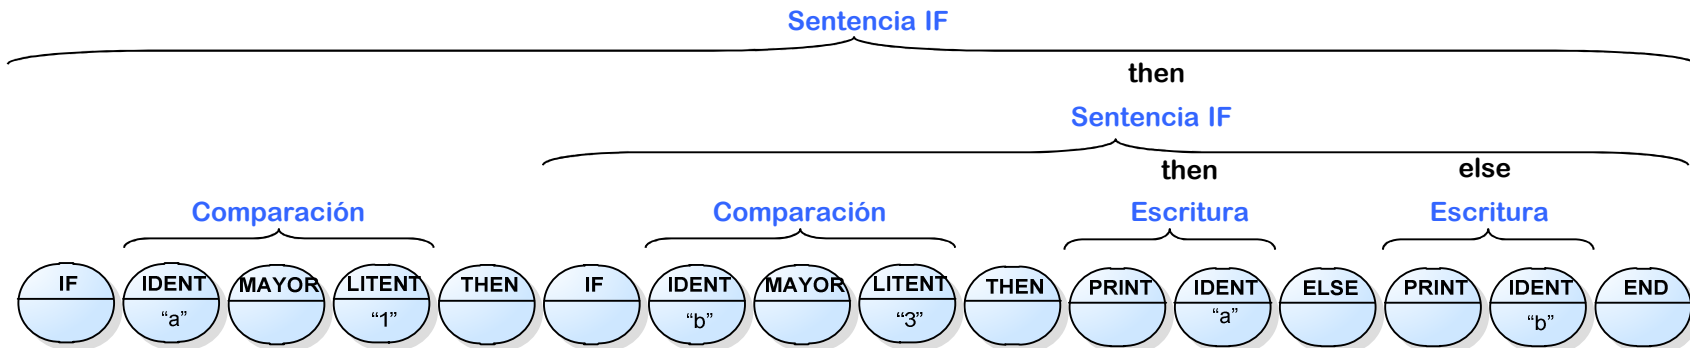 Sentencia IF
then
Sentencia IF
then else
Comparación Comparación Escritura Escritura
IF IDENT MAYOR LITENT THEN IF IDENT MAYOR LITENT THEN PRINT IDENT ELSE PRINT IDENT END
“a” “1” “b” “3” “a” “b”